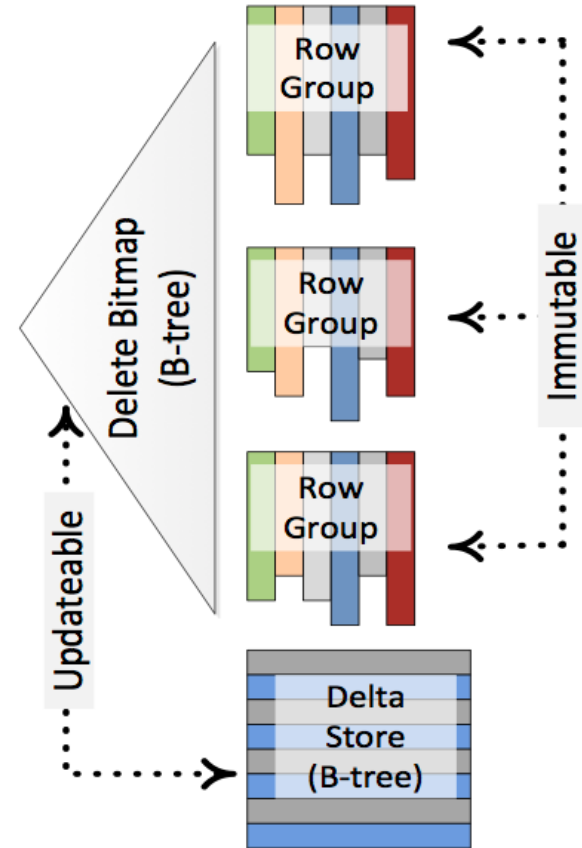 Row
Group
Delete Bitmap
(B-tree)
Row
Group
Immutable
Row
Group
Updateable
Delta
Store
(B-tree)